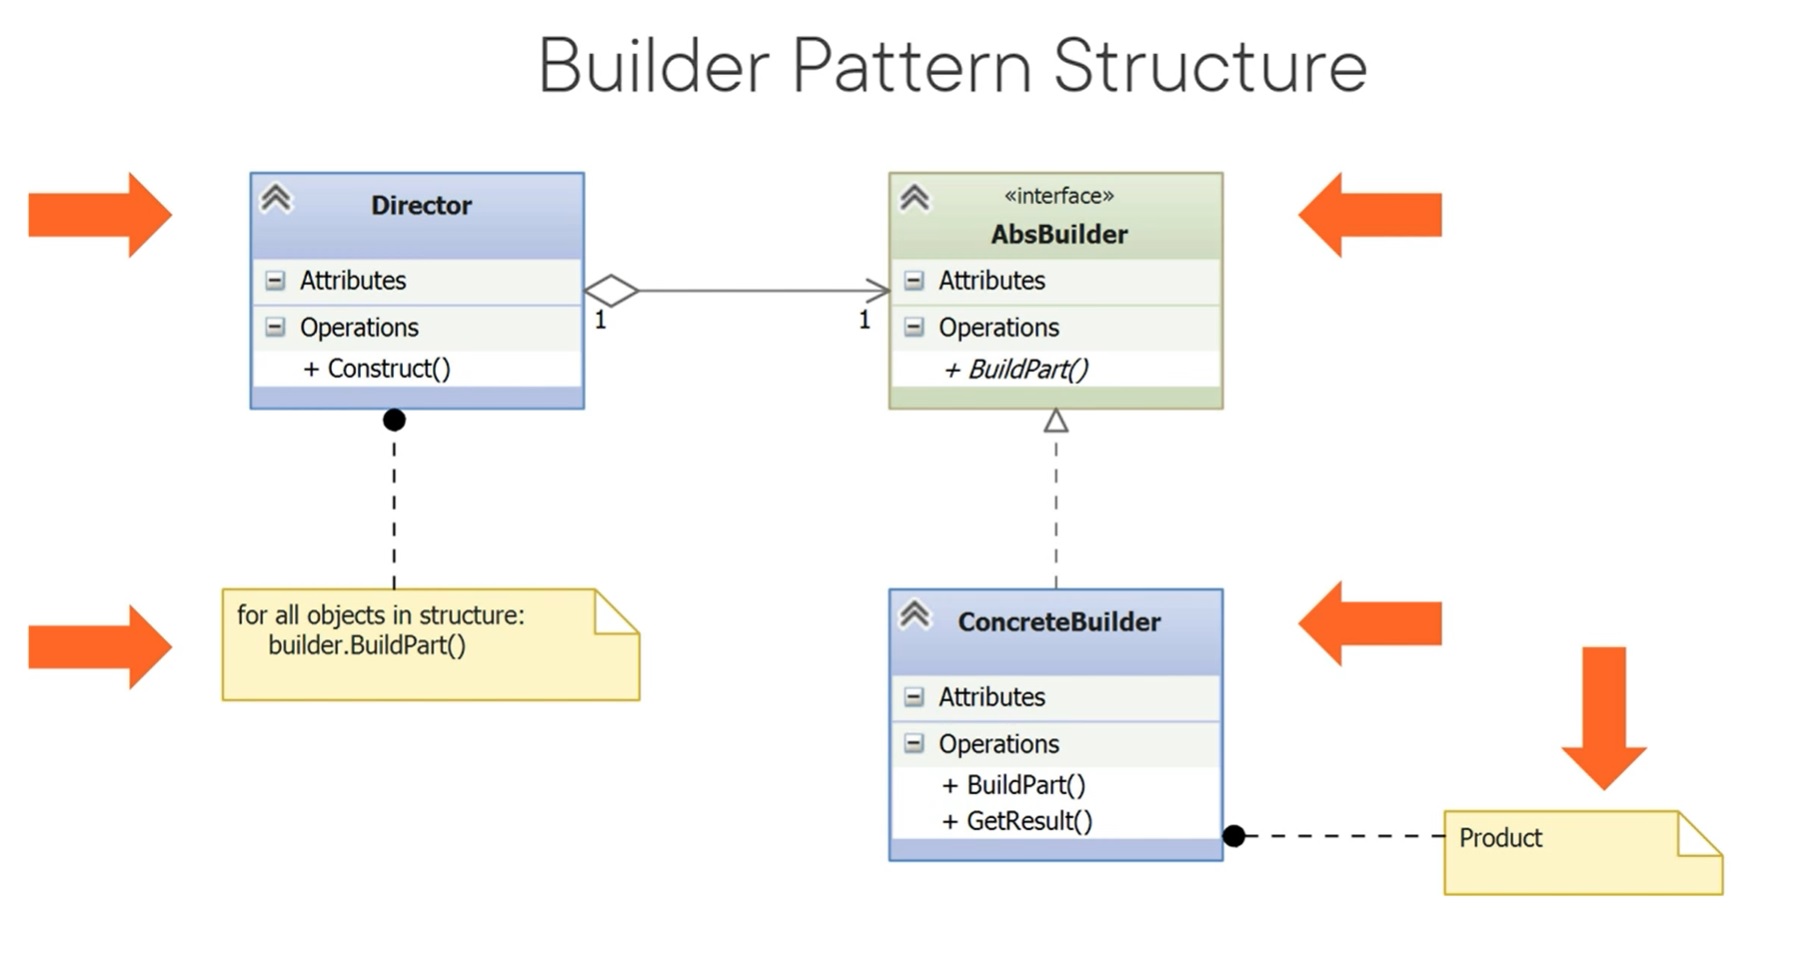 Builder Pattern Structure
Director
Attributes
Operations
+ Construct()
1
1
«interface»
AbsBuilder
Attributes
Operations
+ BuildPart()
for all objects in structure:
builder.BuildPart()
ConcreteBuilder
Attributes
Operations
+ BuildPart()
+ GetResult()
Product